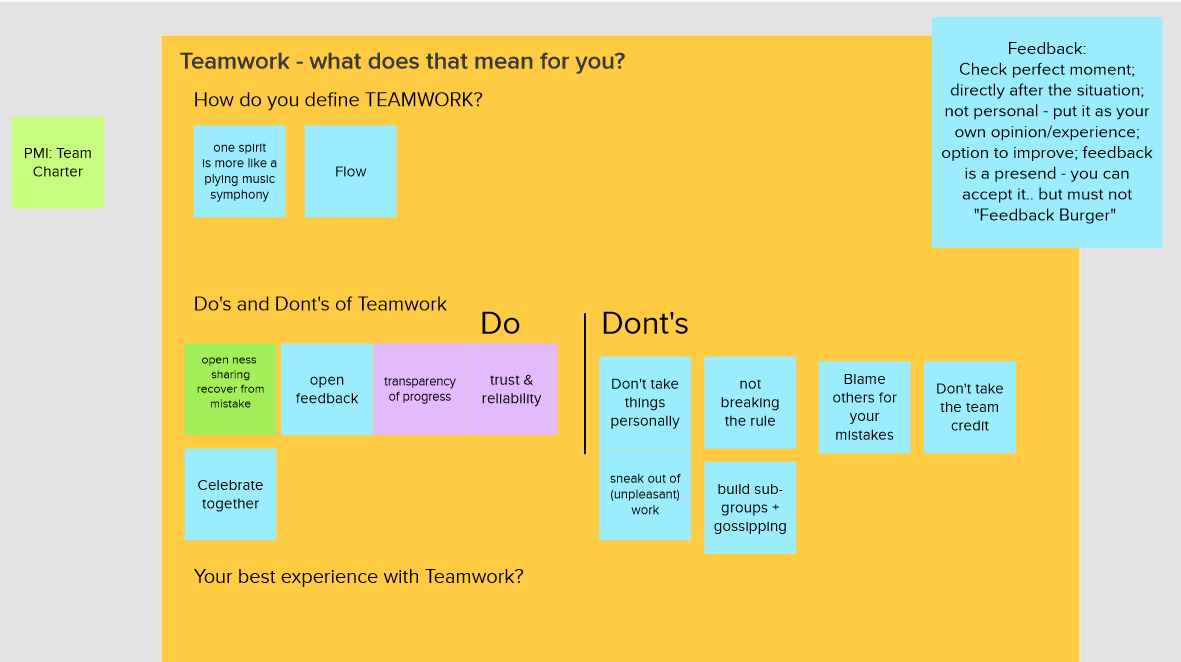 Teamwork - what does that mean for you?
How do you define TEAMWORK?
one spirit
is more like a
plying music
symphony
Flow
PMI: Team
Charter
Feedback:
Check perfect moment;
directly after the situation;
not personal - put it as your
own opinion/experience;
option to improve; feedback
is a presend - you can
accept it.. but must not
"Feedback Burger"
Do's and Dont's of Teamwork
Do
open ness
sharing
recover from
mistake
open
feedback
transparency
of progress
trust &
reliability
Celebrate
together
Dont's
Don't take
things
personally
not
breaking
the rule
Blame
others for
your
mistakes
Don't take
the team
credit
sneak out of
(unpleasant)
work
build sub-
groups +
gossipping
Your best experience with Teamwork?